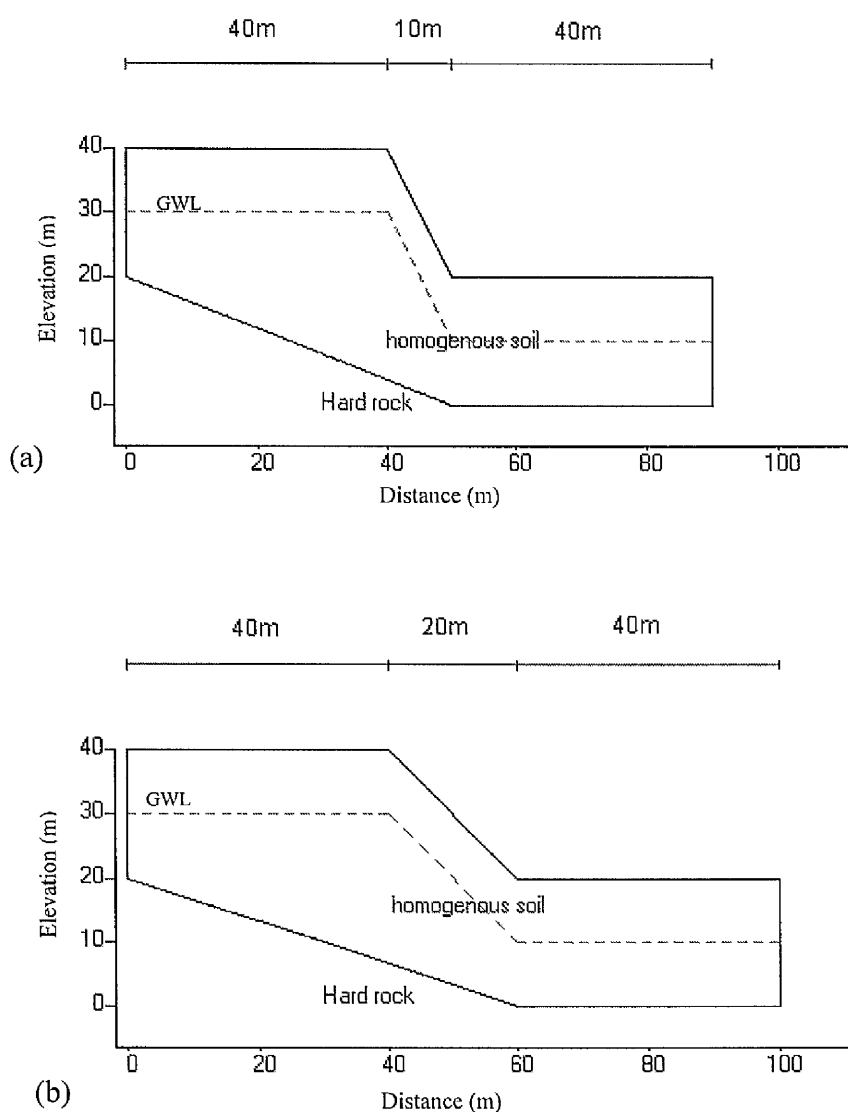 40m 10m 40m
40
GWL
30
Elevation (m)
20
10
homogenous soil
0
Hard rock
(a)
0 20 40 60 80 100
Distance (m)
40m 20m 40m
40
GWL
30
Elevation (m)
20
homogenous soil
10
0
Hard rock
0 20 40 60 80 100
(b)
Distance (m)